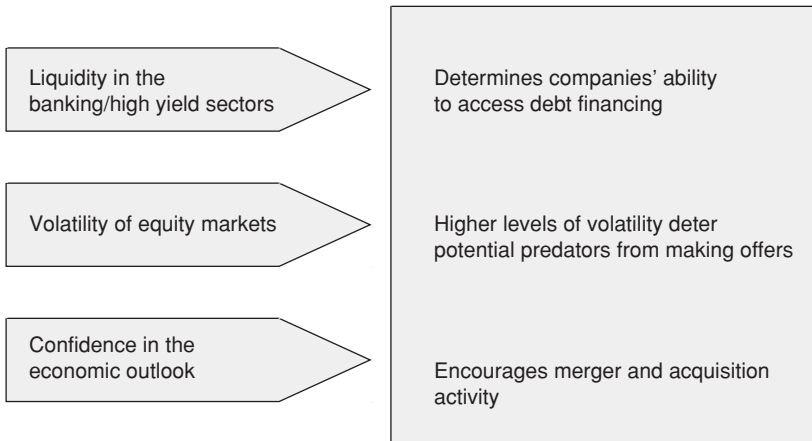 Liquidity in the
banking/high yield sectors
Determines companies’ ability
to access debt financing
Volatility of equity markets
Higher levels of volatility deter
potential predators from making offers
Confidence in the
economic outlook
Encourages merger and acquisition
activity